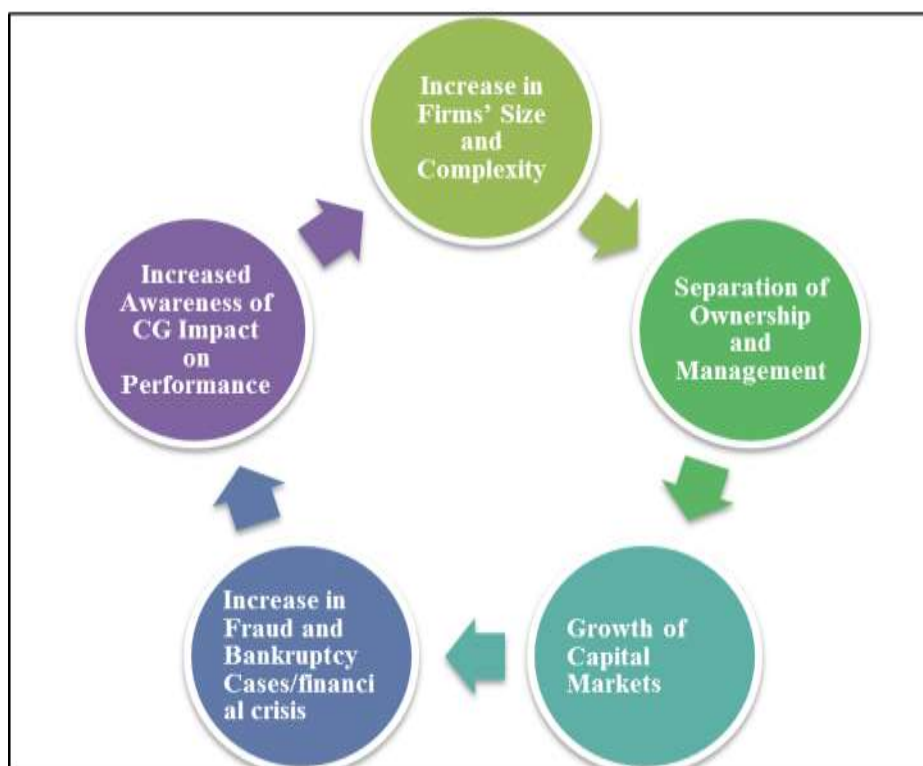 Increase in
Firms’ Size
and
Complexity
Separation of
Ownership
and
Management
Growth of
Capital
Markets
Increase in
Fraud and
Bankruptcy
Cases/financi
al crisis
Increased
Awareness of
CG Impact
on
Performance